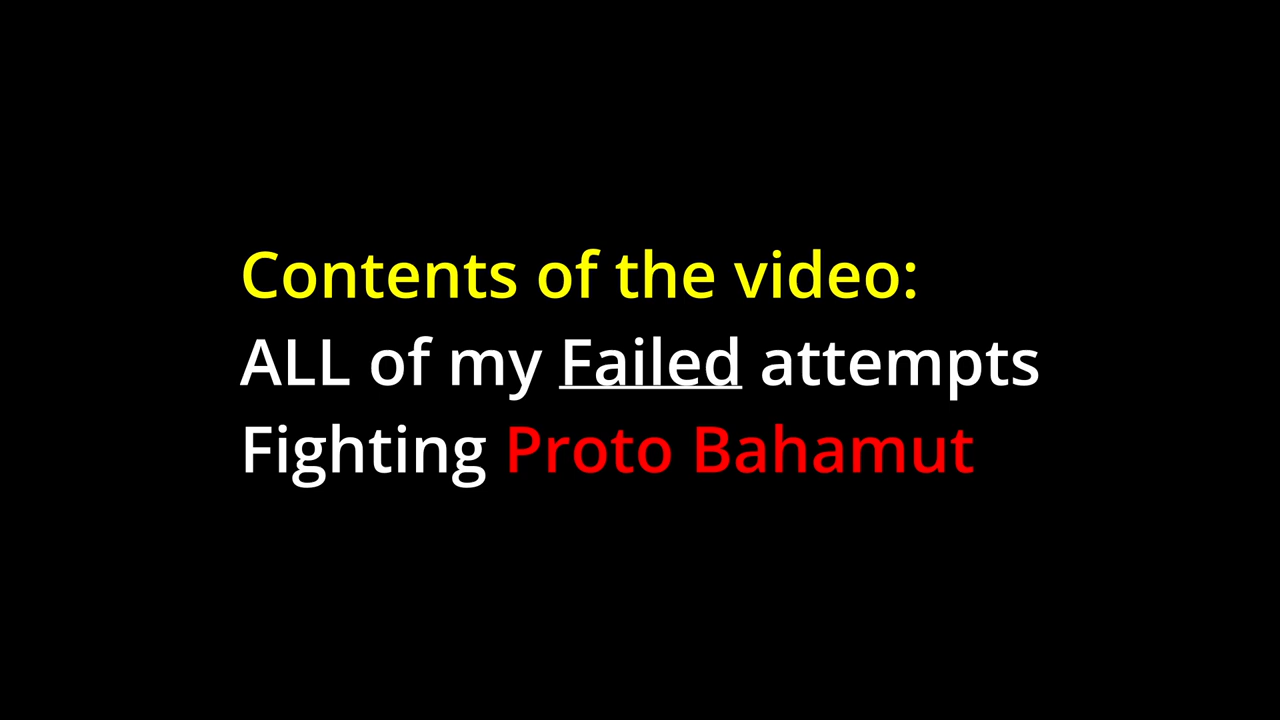 Contents of the video:
ALL of my Failed attempts
Fighting Proto Bahamut